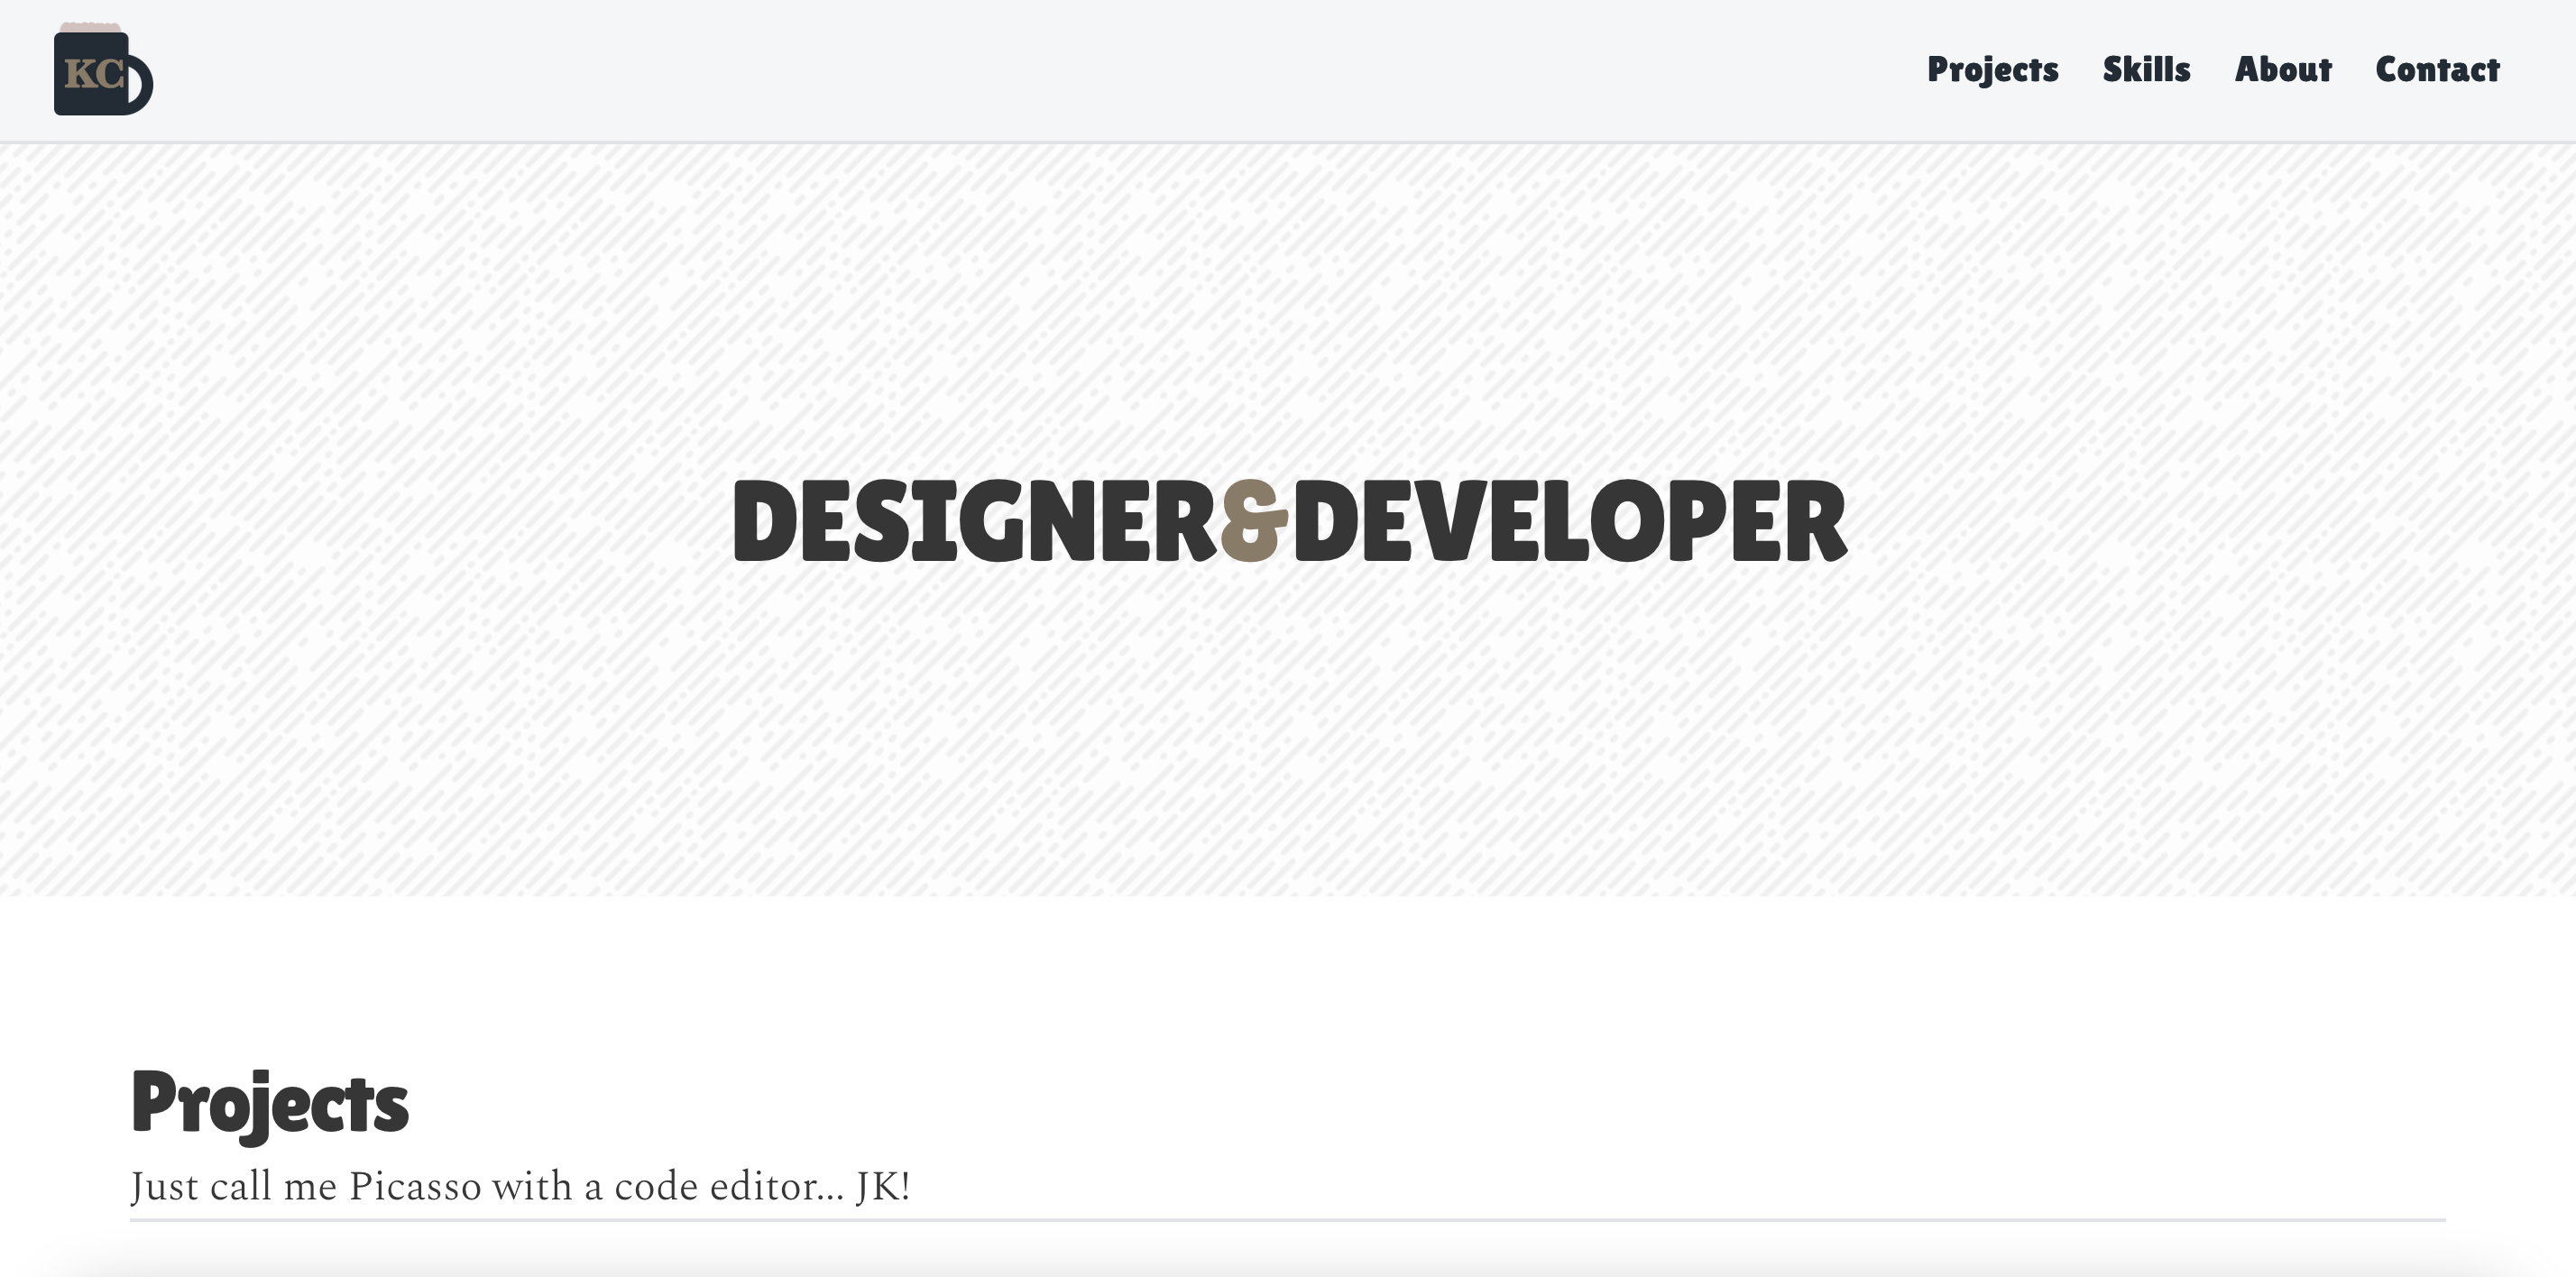 KC
Projects Skills About Contact
DESIGNER&DEVELOPER
Projects
Just call me Picasso with a code editor... JK!